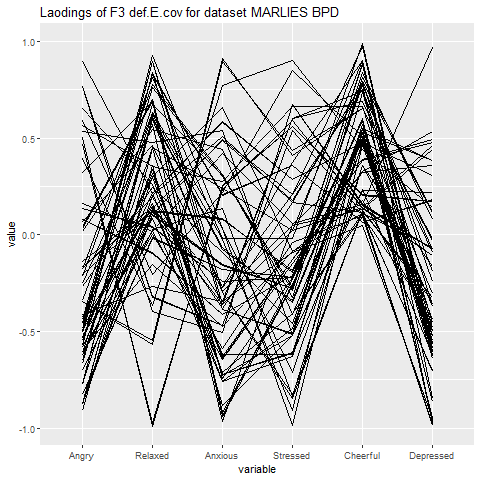 Laodings of F3 def.E.cov for dataset MARLIES BPD
1.0
0.5
0.0
-0.5
-1.0
value
Angry Relaxed Anxious Stressed Cheerful Depressed
variable